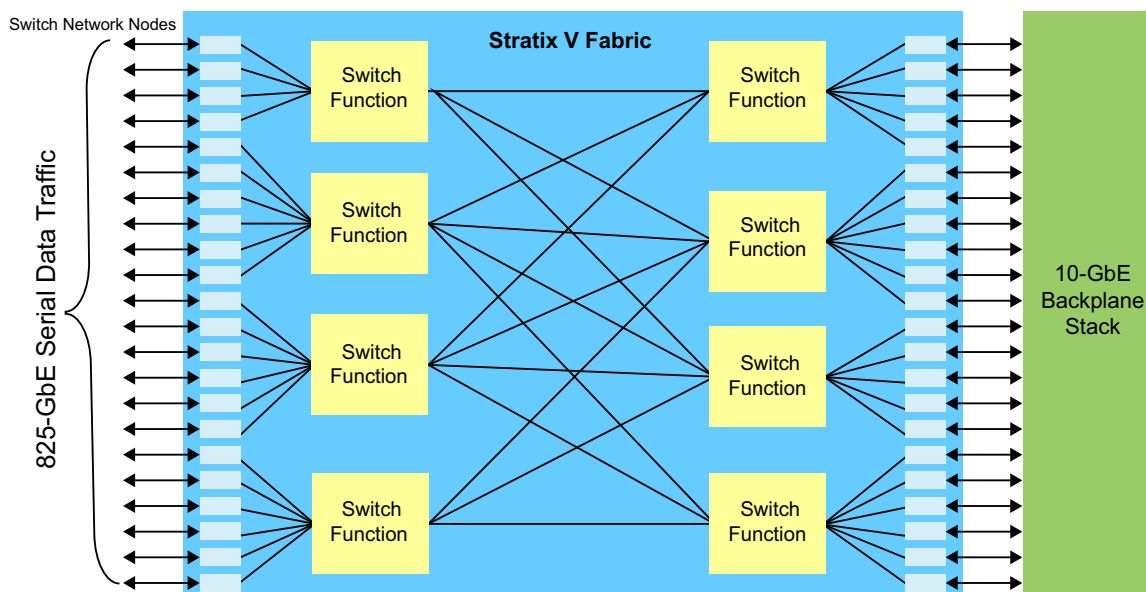 Switch Network Nodes
825-GbE Serial Data Traffic
Stratix V Fabric
Switch
Function
Switch
Function
Switch
Function
Switch
Function
Switch
Function
Switch
Function
Switch
Function
Switch
Function
10-GbE
Backplane
Stack